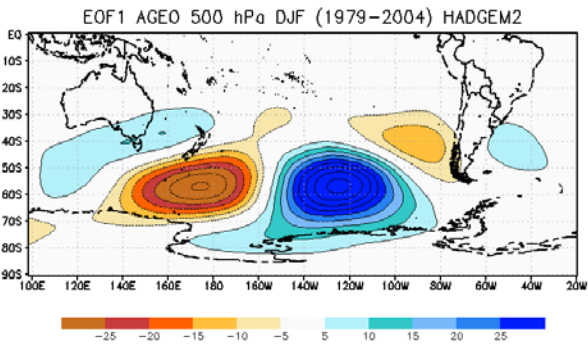 EOF1 AGEO 500 hPa DJF (1979−2004) HADGEM2
EQ
10S
20S
30S
40S
50S
60S
70S
80S
90S
100E 120E 140E 160E 180 160W 140W 120W 100W 80W 60W 40W 20W
−25 −20 −15 −10 −5 5 10 15 20 25